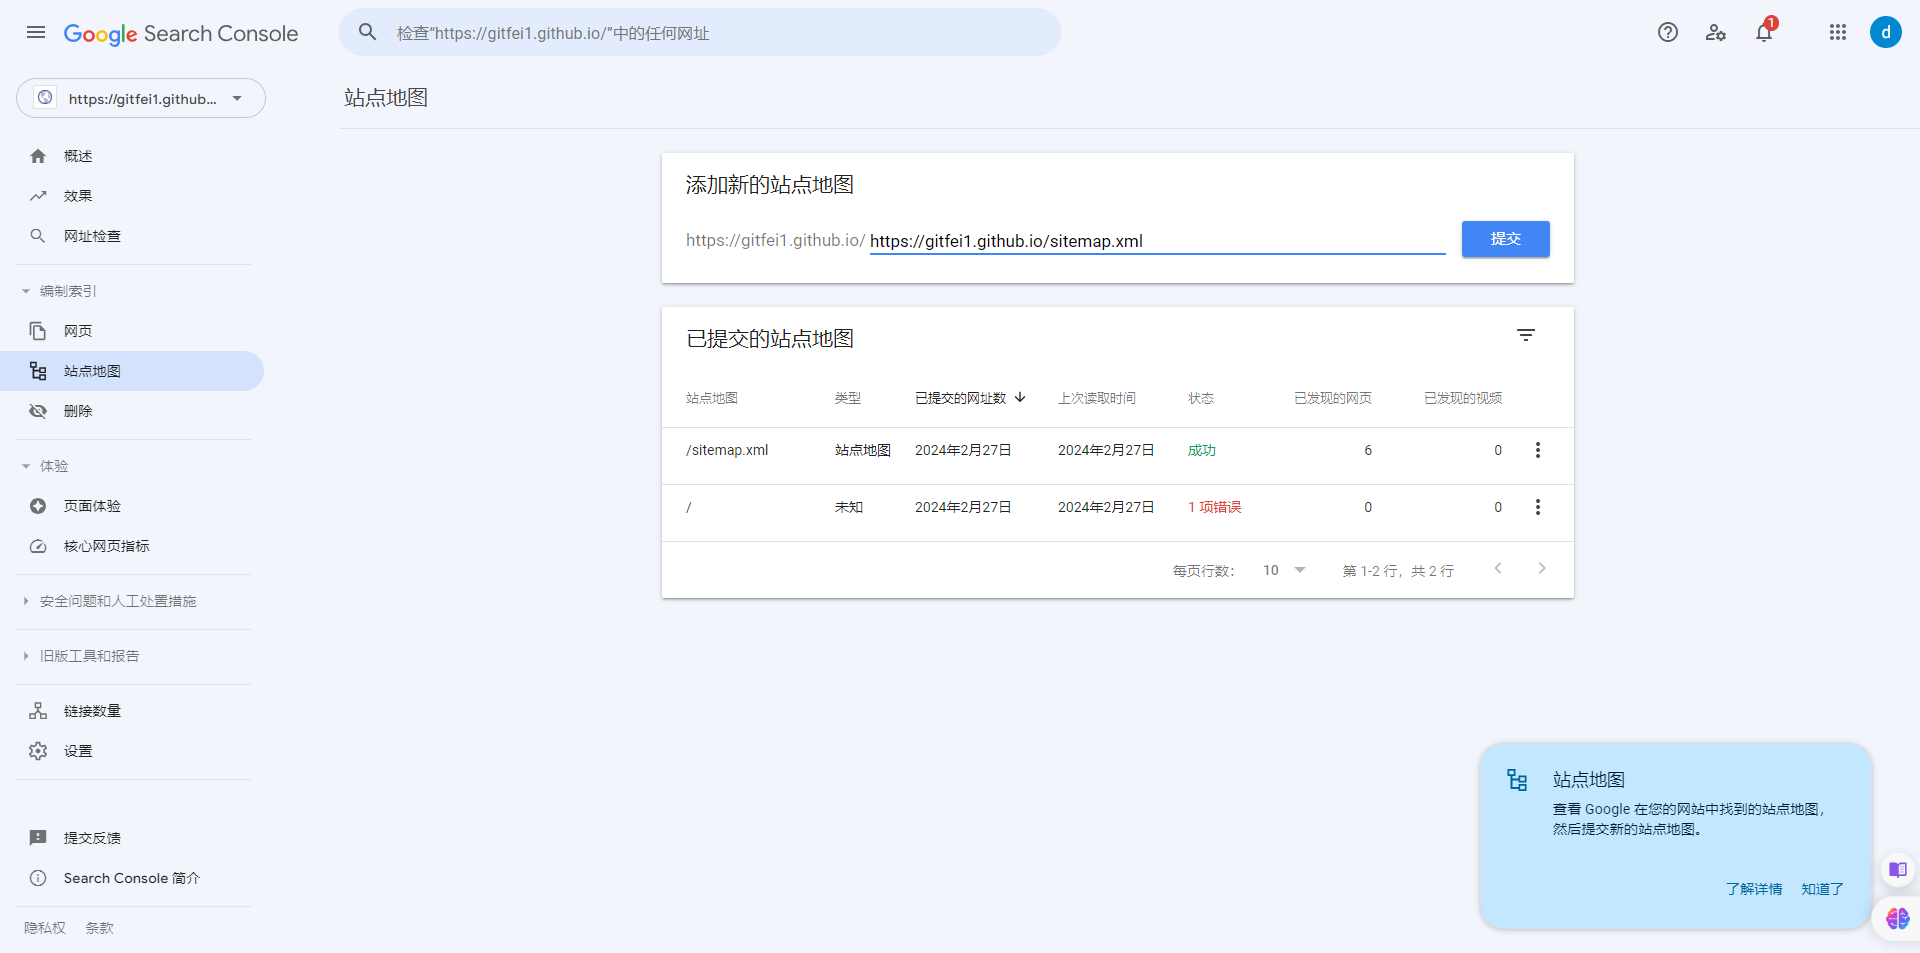 Google Search Console
检查“https://gitfei1.github.io/”中的任何网址
1
d
https://gitfei1.github...
站点地图
概述
效果
网址检查
编制索引
网页
站点地图
删除
体验
页面体验
核心网页指标
安全问题和人工处置措施
旧版工具和报告
链接数量
设置
提交反馈
Search Console 简介
隐私权 条款
添加新的站点地图
https://gitfei1.github.io/ https://gitfei1.github.io/sitemap.xml 提交
已提交的站点地图
站点地图 类型 已提交的网址数 上次读取时间 状态 已发现的网页 已发现的视频
/sitemap.xml 站点地图 2024年2月27日 2024年2月27日 成功 6 0
/ 未知 2024年2月27日 2024年2月27日 1 项错误 0 0
每页行数： 10 第 1-2 行，共 2 行
站点地图
查看 Google 在您的网站中找到的站点地图，
然后提交新的站点地图。
了解详情 知道了